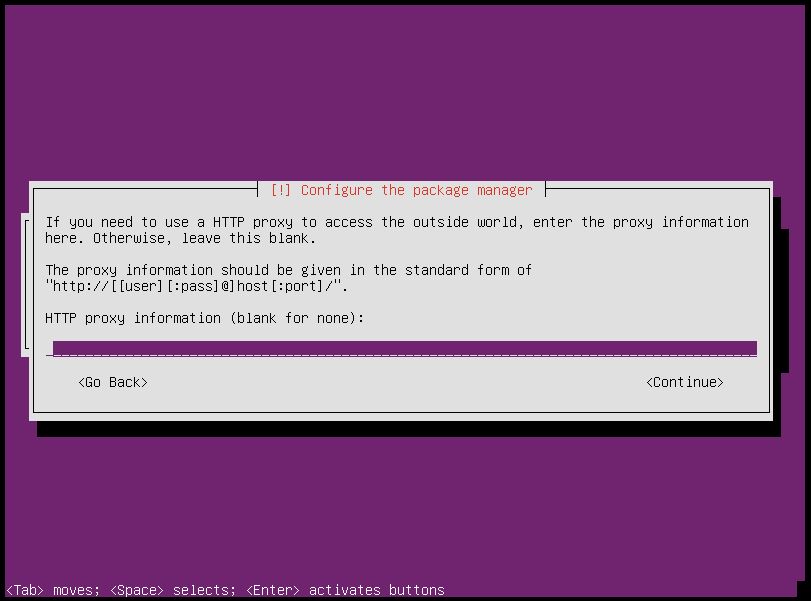 [!] Configure the package manager
If you need to use a HTTP proxy to access the outside world, enter the proxy information
here. Otherwise, leave this blank.
The proxy information should be given in the standard form of
"http://[[user][:pass]@]host[:port]/".
HTTP proxy information (blank for none):
<Go Back> <Continue>
<Tab> moves; <Space> selects; <Enter> activates buttons